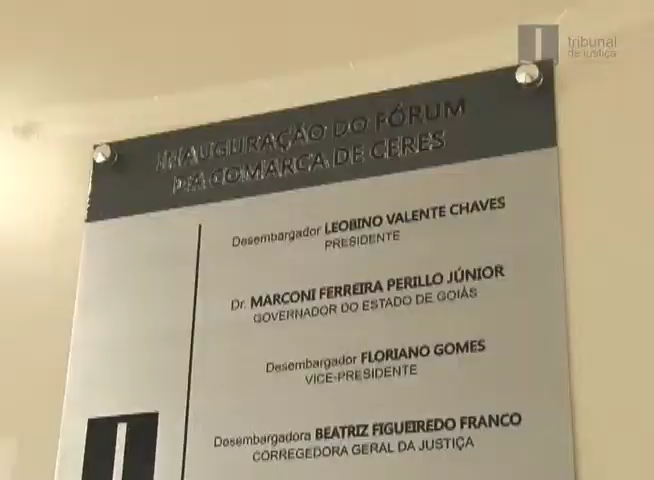 tribunal
de justiça
INAUGURAÇÃO DO FÓRUM
DA COMARCA DE CERES
Desembargador LEOBINO VALENTE CHAVES
PRESIDENTE
Dr. MARCONI FERREIRA PERILLO JÚNIOR
GOVERNADOR DO ESTADO DE GOIÁS
Desembargador FLORIANO GOMES
VICE-PRESIDENTE
Desembargadora BEATRIZ FIGUEIREDO FRANCO
CORREGEDORA GERAL DA JUSTIÇA